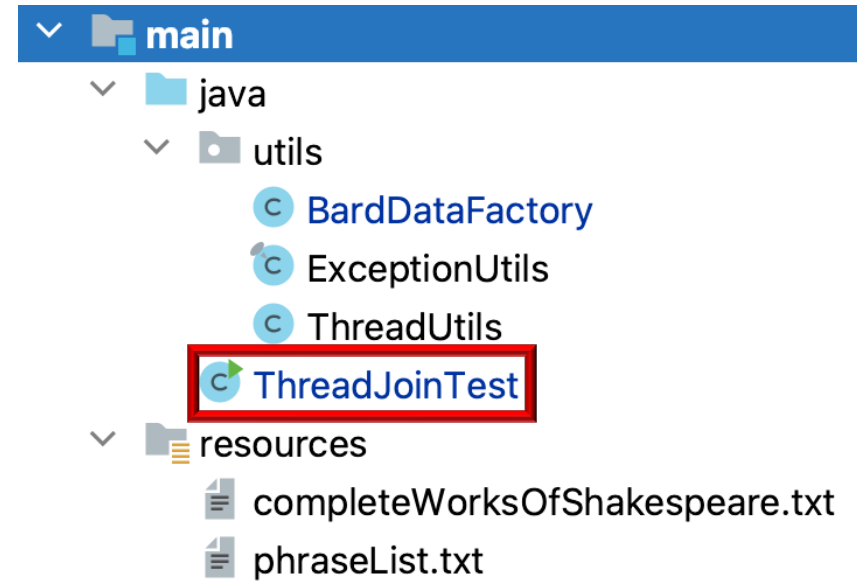 main
java
utils
C BardDataFactory
C ExceptionUtils
C ThreadUtils
C ThreadJoinTest
resources
completeWorksOfShakespeare.txt
phraseList.txt